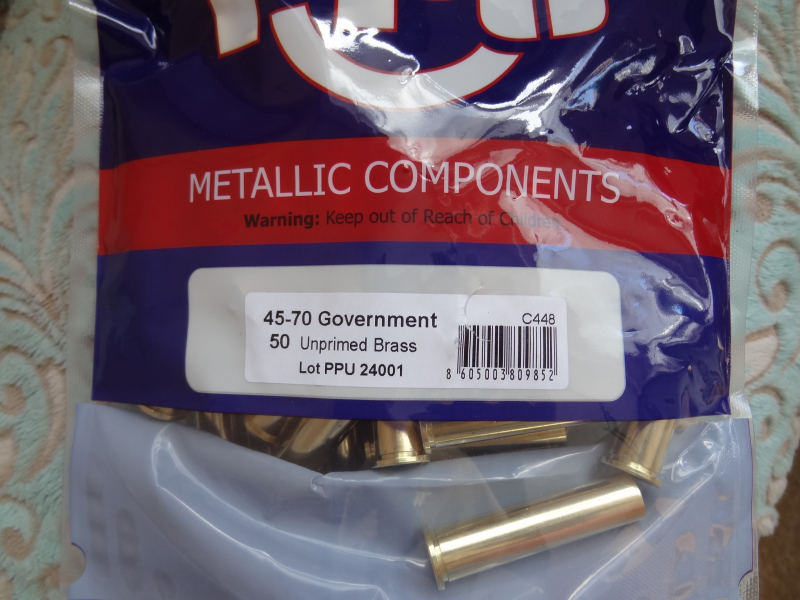 METALLIC COMPONENTS
Warning: Keep out of Reach of Children
45-70 Government
C448
50 Unprimed Brass
Lot PPU 24001
8 605003 809852